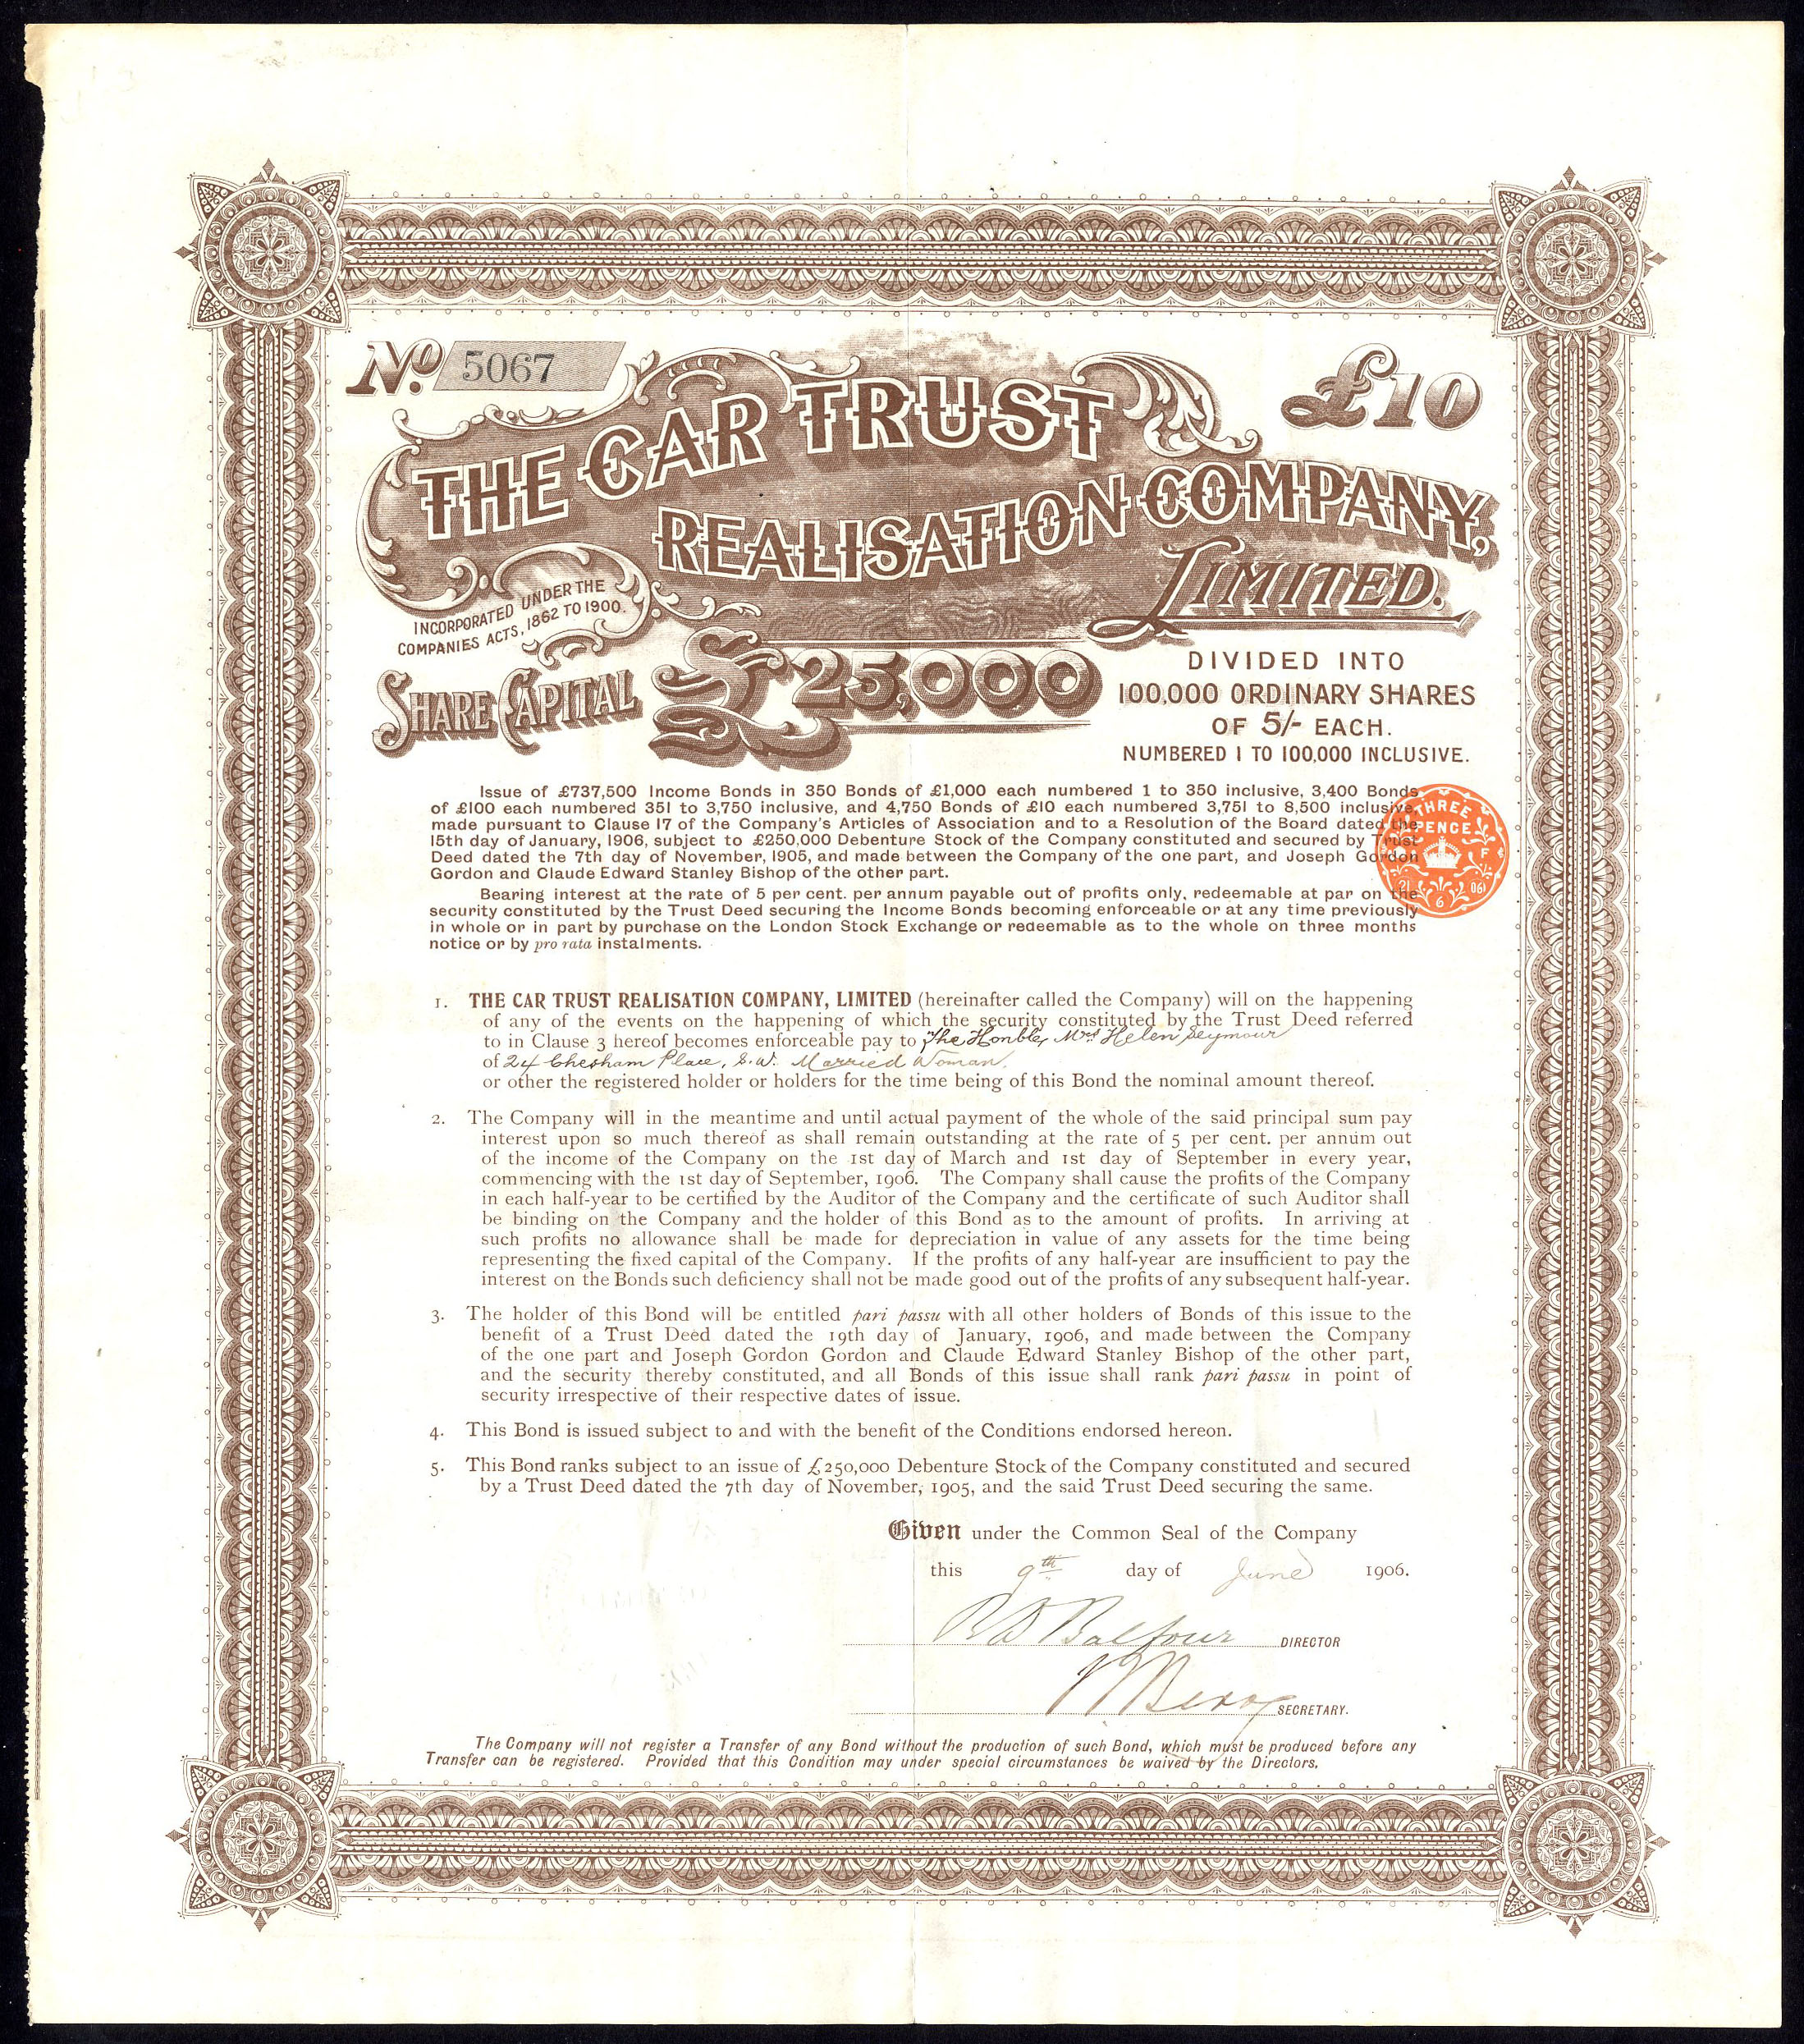 No. 5067
£10
THE CAR TRUST
REALISATION COMPANY,
LIMITED.
INCORPORATED UNDER THE
COMPANIES ACTS, 1862 TO 1900.
SHARE CAPITAL £25,000
DIVIDED INTO
100,000 ORDINARY SHARES
OF 5/- EACH.
NUMBERED 1 TO 100,000 INCLUSIVE.
Issue of £737,500 Income Bonds in 350 Bonds of £1,000 each numbered 1 to 350 inclusive, 3,400 Bonds
of £100 each numbered 351 to 3,750 inclusive, and 4,750 Bonds of £10 each numbered 3,751 to 8,500 inclusive,
made pursuant to Clause 17 of the Company's Articles of Association and to a Resolution of the Board dated the
15th day of January, 1906, subject to £250,000 Debenture Stock of the Company constituted and secured by Trust
Deed dated the 7th day of November, 1905, and made between the Company of the one part, and Joseph Gordon
Gordon and Claude Edward Stanley Bishop of the other part.
Bearing interest at the rate of 5 per cent. per annum payable out of profits only, redeemable at par on the
security constituted by the Trust Deed securing the Income Bonds becoming enforceable or at any time previously
in whole or in part by purchase on the London Stock Exchange or redeemable as to the whole on three months
notice or by pro rata instalments.
THREE
PENCE
F
21 06
6
1. THE CAR TRUST REALISATION COMPANY, LIMITED (hereinafter called the Company) will on the happening
of any of the events on the happening of which the security constituted by the Trust Deed referred
to in Clause 3 hereof becomes enforceable pay to The Honble, Mrs Helen Seymour
of 24 Chesham Place, S.W. Married Woman,
or other the registered holder or holders for the time being of this Bond the nominal amount thereof.
2. The Company will in the meantime and until actual payment of the whole of the said principal sum pay
interest upon so much thereof as shall remain outstanding at the rate of 5 per cent. per annum out
of the income of the Company on the 1st day of March and 1st day of September in every year,
commencing with the 1st day of September, 1906. The Company shall cause the profits of the Company
in each half-year to be certified by the Auditor of the Company and the certificate of such Auditor shall
be binding on the Company and the holder of this Bond as to the amount of profits. In arriving at
such profits no allowance shall be made for depreciation in value of any assets for the time being
representing the fixed capital of the Company. If the profits of any half-year are insufficient to pay the
interest on the Bonds such deficiency shall not be made good out of the profits of any subsequent half-year.
3. The holder of this Bond will be entitled pari passu with all other holders of Bonds of this issue to the
benefit of a Trust Deed dated the 19th day of January, 1906, and made between the Company
of the one part and Joseph Gordon Gordon and Claude Edward Stanley Bishop of the other part,
and the security thereby constituted, and all Bonds of this issue shall rank pari passu in point of
security irrespective of their respective dates of issue.
4. This Bond is issued subject to and with the benefit of the Conditions endorsed hereon.
5. This Bond ranks subject to an issue of £250,000 Debenture Stock of the Company constituted and secured
by a Trust Deed dated the 7th day of November, 1905, and the said Trust Deed securing the same.
Given under the Common Seal of the Company
this 9th day of June 1906.
Balfour DIRECTOR
SECRETARY.
The Company will not register a Transfer of any Bond without the production of such Bond, which must be produced before any
Transfer can be registered. Provided that this Condition may under special circumstances be waived by the Directors.